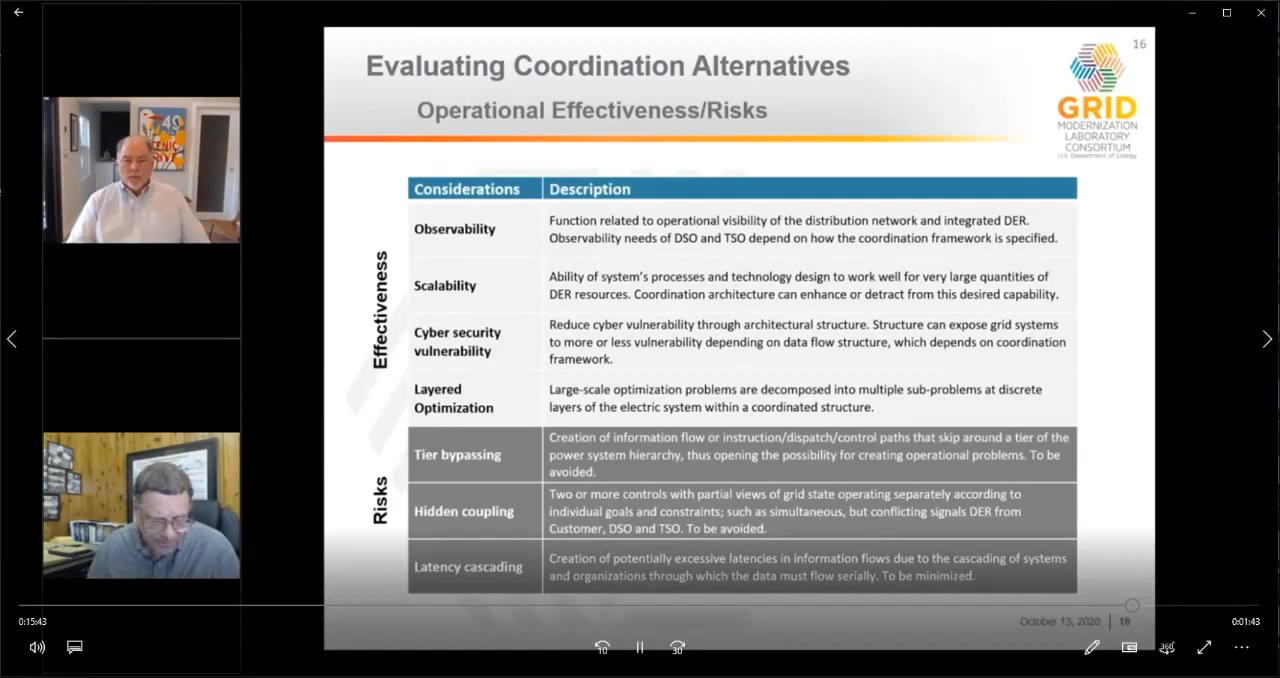 Evaluating Coordination Alternatives
Operational Effectiveness/Risks
16
GRID
MODERNIZATION
LABORATORY
CONSORTIUM
U.S. Department of Energy
Considerations Description
Effectiveness
Observability
Function related to operational visibility of the distribution network and integrated DER.
Observability needs of DSO and TSO depend on how the coordination framework is specified.
Scalability
Ability of system's processes and technology design to work well for very large quantities of
DER resources. Coordination architecture can enhance or detract from this desired capability.
Cyber security
vulnerability
Reduce cyber vulnerability through architectural structure. Structure can expose grid systems
to more or less vulnerability depending on data flow structure, which depends on coordination
framework.
Layered
Optimization
Large-scale optimization problems are decomposed into multiple sub-problems at discrete
layers of the electric system within a coordinated structure.
Risks
Tier bypassing
Creation of information flow or instruction/dispatch/control paths that skip around a tier of the
power system hierarchy, thus opening the possibility for creating operational problems. To be
avoided.
Hidden coupling
Two or more controls with partial views of grid state operating separately according to
individual goals and constraints; such as simultaneous, but conflicting signals DER from
Customer, DSO and TSO. To be avoided.
Latency cascading
Creation of potentially excessive latencies in information flows due to the cascading of systems
and organizations through which the data must flow serially. To be minimized.
October 13, 2020 16
0:15:43
0:01:43
10
30
360